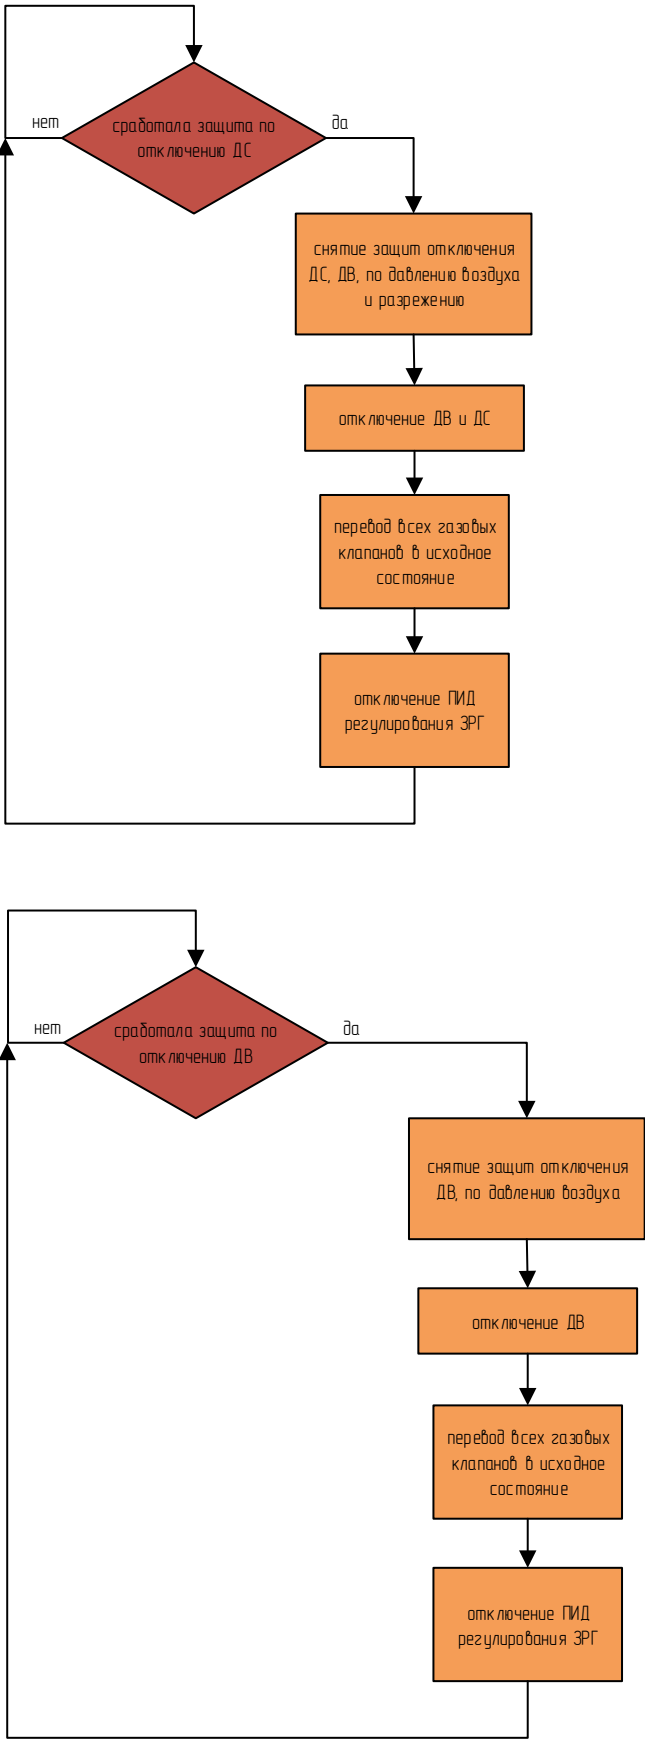 нет
да
сработала защита по
отключению ДС
снятие защит отключения
ДС, ДВ, по давлению воздуха
и разрежению
отключение ДВ и ДС
перевод всех газовых
клапанов в исходное
состояние
отключение ПИД
регулирования ЗРГ
нет
да
сработала защита по
отключению ДВ
снятие защит отключения
ДВ, по давлению воздуха
отключение ДВ
перевод всех газовых
клапанов в исходное
состояние
отключение ПИД
регулирования ЗРГ